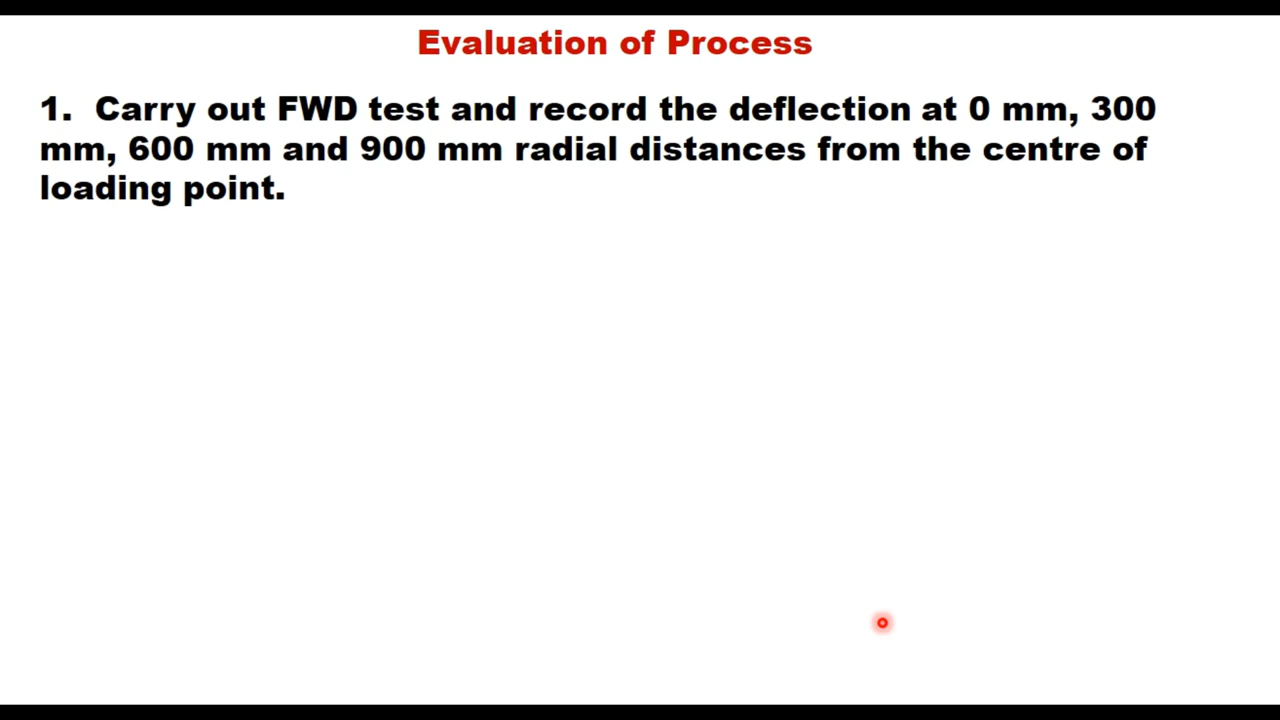 Evaluation of Process
1. Carry out FWD test and record the deflection at 0 mm, 300
mm, 600 mm and 900 mm radial distances from the centre of
loading point.